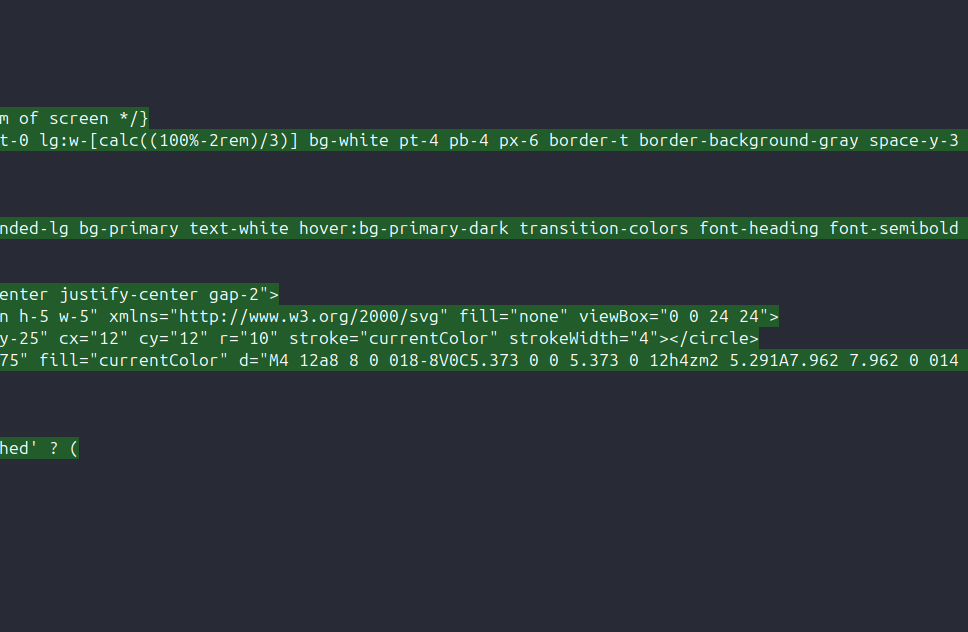 m of screen */}
t-0 lg:w-[calc((100%-2rem)/3)] bg-white pt-4 pb-4 px-6 border-t border-background-gray space-y-3
nded-lg bg-primary text-white hover:bg-primary-dark transition-colors font-heading font-semibold
enter justify-center gap-2">
n h-5 w-5" xmlns="http://www.w3.org/2000/svg" fill="none" viewBox="0 0 24 24">
y-25" cx="12" cy="12" r="10" stroke="currentColor" strokeWidth="4"></circle>
75" fill="currentColor" d="M4 12a8 8 0 018-8V0C5.373 0 0 5.373 0 12h4zm2 5.291A7.962 7.962 0 014
hed' ? (